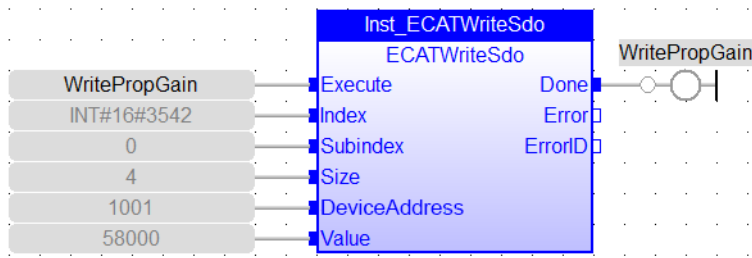 Inst_ECATWriteSdo
ECATWriteSdo
WritePropGain
WritePropGain
Execute
Done
INT#16#3542
Index
Error
0
Subindex
ErrorID
4
Size
1001
DeviceAddress
58000
Value